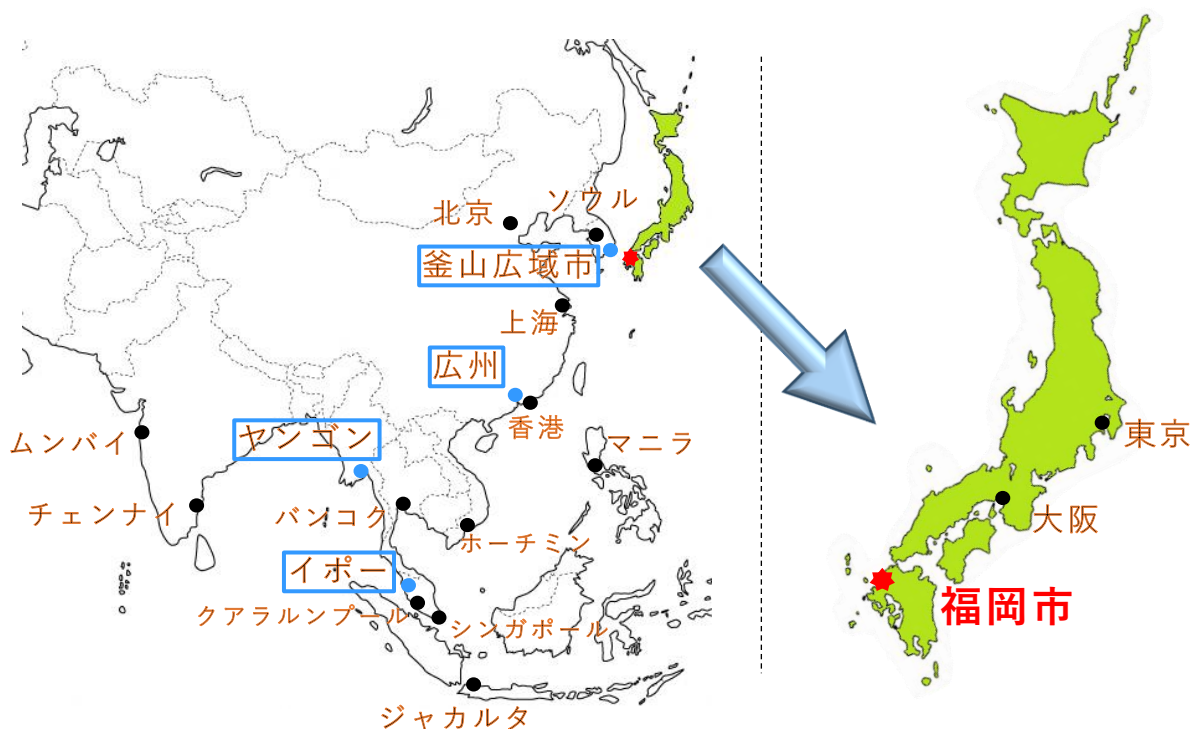 ソウル
北京
釜山広域市
上海
広州
香港
ヤンゴン
ムンバイ
マニラ
チェンナイ
バンコク
ホーチミン
イポー
クアラルンプール
シンガポール
ジャカルタ
東京
大阪
福岡市